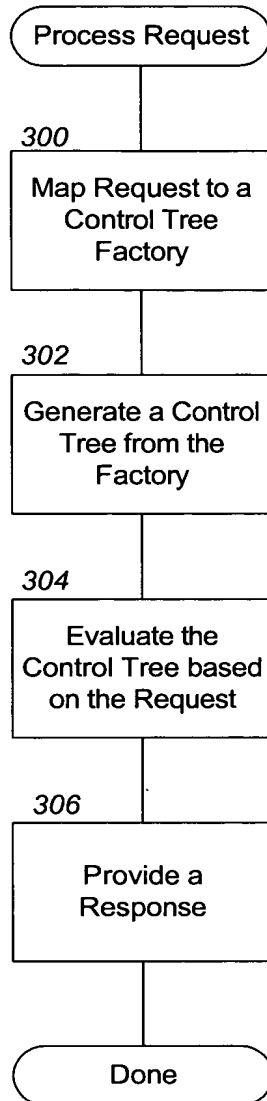 Process Request
300
Map Request to a
Control Tree
Factory
302
Generate a Control
Tree from the
Factory
304
Evaluate the
Control Tree based
on the Request
306
Provide a
Response
Done